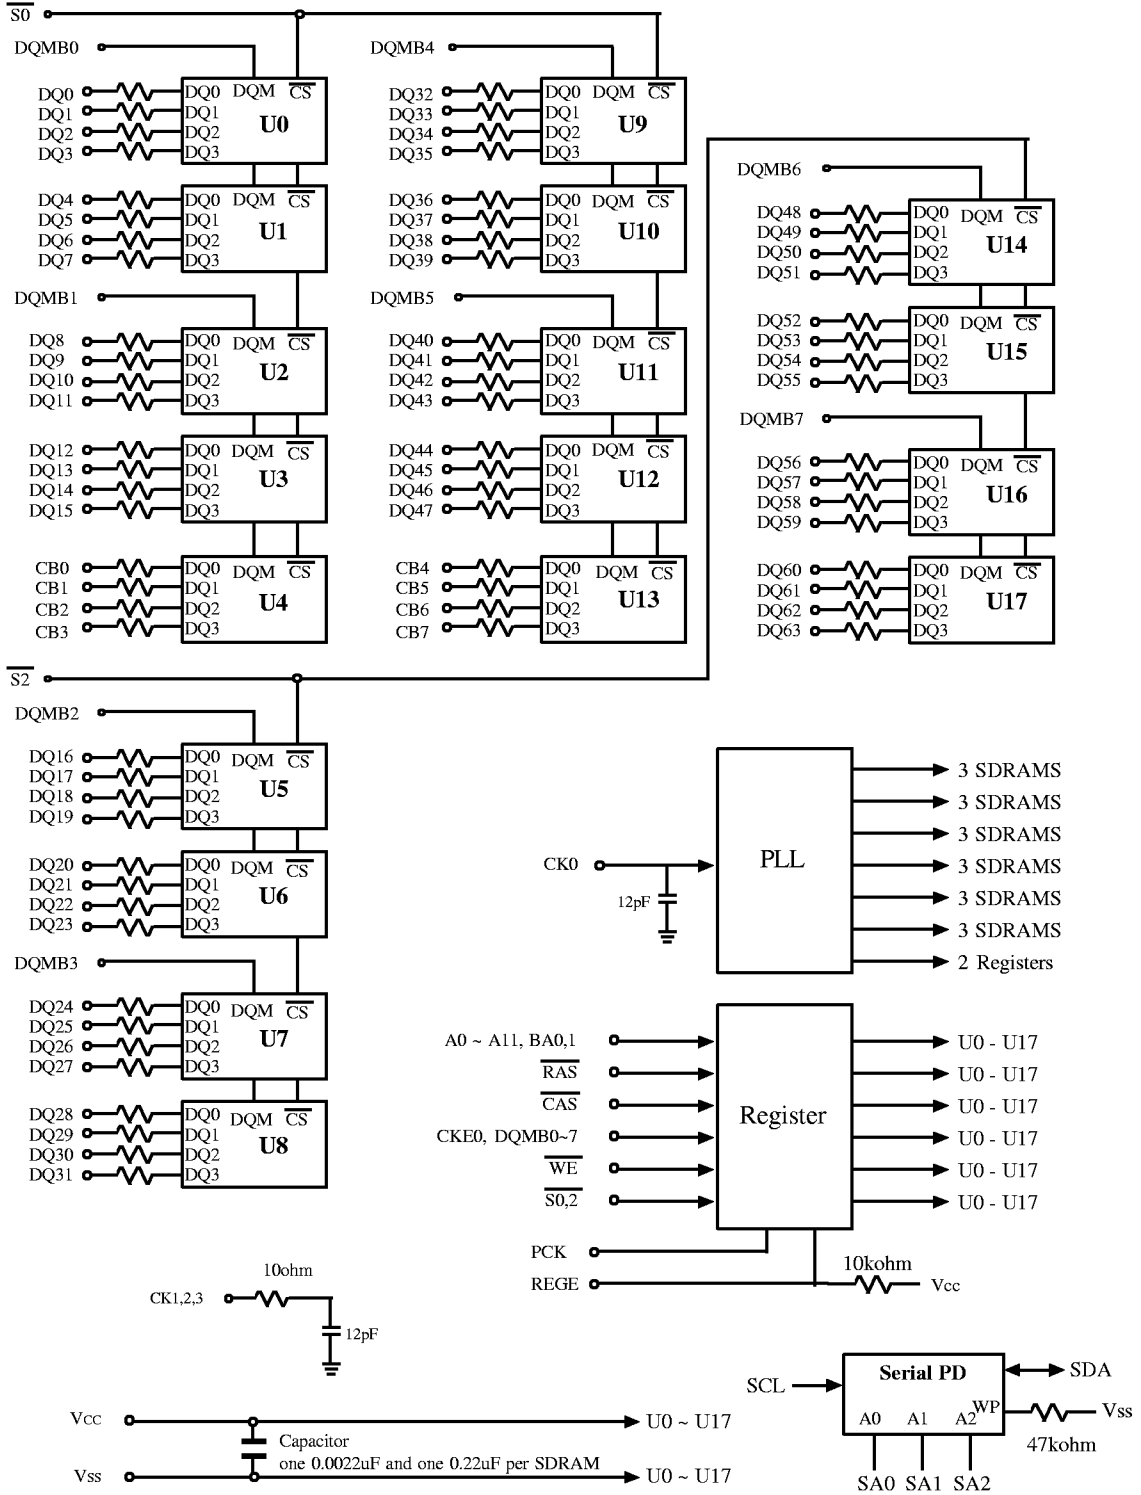 S0
DQMB0
DQ0 DQ0 DQM CS
DQ1 DQ1
DQ2 DQ2 U0
DQ3 DQ3
DQ4 DQ0 DQM CS
DQ5 DQ1
DQ6 DQ2 U1
DQ7 DQ3
DQMB1
DQ8 DQ0 DQM CS
DQ9 DQ1
DQ10 DQ2 U2
DQ11 DQ3
DQ12 DQ0 DQM CS
DQ13 DQ1
DQ14 DQ2 U3
DQ15 DQ3
CB0 DQ0 DQM CS
CB1 DQ1
CB2 DQ2 U4
CB3 DQ3
DQMB4
DQ32 DQ0 DQM CS
DQ33 DQ1
DQ34 DQ2 U9
DQ35 DQ3
DQ36 DQ0 DQM CS
DQ37 DQ1
DQ38 DQ2 U10
DQ39 DQ3
DQMB5
DQ40 DQ0 DQM CS
DQ41 DQ1
DQ42 DQ2 U11
DQ43 DQ3
DQ44 DQ0 DQM CS
DQ45 DQ1
DQ46 DQ2 U12
DQ47 DQ3
CB4 DQ0 DQM CS
CB5 DQ1
CB6 DQ2 U13
CB7 DQ3
DQMB6
DQ48 DQ0 DQM CS
DQ49 DQ1
DQ50 DQ2 U14
DQ51 DQ3
DQ52 DQ0 DQM CS
DQ53 DQ1
DQ54 DQ2 U15
DQ55 DQ3
DQMB7
DQ56 DQ0 DQM CS
DQ57 DQ1
DQ58 DQ2 U16
DQ59 DQ3
DQ60 DQ0 DQM CS
DQ61 DQ1
DQ62 DQ2 U17
DQ63 DQ3
S2
DQMB2
DQ16 DQ0 DQM CS
DQ17 DQ1
DQ18 DQ2 U5
DQ19 DQ3
DQ20 DQ0 DQM CS
DQ21 DQ1
DQ22 DQ2 U6
DQ23 DQ3
DQMB3
DQ24 DQ0 DQM CS
DQ25 DQ1
DQ26 DQ2 U7
DQ27 DQ3
DQ28 DQ0 DQM CS
DQ29 DQ1
DQ30 DQ2 U8
DQ31 DQ3
CK0
12pF
PLL
3 SDRAMS
3 SDRAMS
3 SDRAMS
3 SDRAMS
3 SDRAMS
3 SDRAMS
2 Registers
A0 ~ A11, BA0,1 U0 - U17
RAS U0 - U17
CAS U0 - U17
Register
CKE0, DQMB0~7 U0 - U17
WE U0 - U17
S0,2 U0 - U17
PCK
REGE
10kohm
Vcc
10ohm
CK1,2,3
12pF
Vcc U0 ~ U17
Capacitor
one 0.0022uF and one 0.22uF per SDRAM
Vss U0 ~ U17
Serial PD
SCL
SDA
WP
Vss
A0 A1 A2
47kohm
SA0 SA1 SA2